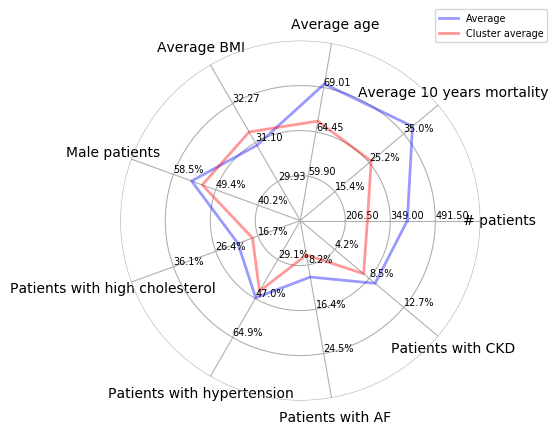 Average age
Average
Cluster average
Average BMI
69.01
Average 10 years mortality
32.27
64.45
35.0%
31.10
25.2%
Male patients
58.5%
59.90
29.93
49.4%
15.4%
40.2%
206.50
349.00
491.50
# patients
16.7%
4.2%
26.4%
29.1%
8.2%
36.1%
8.5%
Patients with high cholesterol
47.0%
16.4%
12.7%
64.9%
24.5%
Patients with CKD
Patients with hypertension
Patients with AF